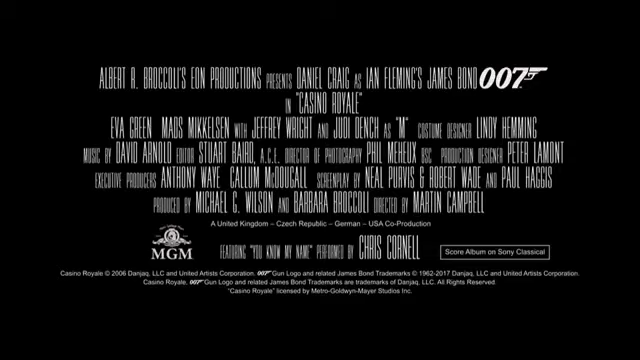 ALBERT R. BROCCOLI'S EON PRODUCTIONS PRESENTS DANIEL CRAIG AS IAN FLEMING'S JAMES BOND 007
IN "CASINO ROYALE"
EVA GREEN MADS MIKKELSEN WITH JEFFREY WRIGHT AND JUDI DENCH AS "M" COSTUME DESIGNER LINDY HEMMING
MUSIC BY DAVID ARNOLD EDITOR STUART BAIRD, A.C.E. DIRECTOR OF PHOTOGRAPHY PHIL MEHEUX BSC PRODUCTION DESIGNER PETER LAMONT
EXECUTIVE PRODUCERS ANTHONY WAYE CALLUM McDOUGALL SCREENPLAY BY NEAL PURVIS & ROBERT WADE AND PAUL HAGGIS
PRODUCED BY MICHAEL G. WILSON AND BARBARA BROCCOLI DIRECTED BY MARTIN CAMPBELL
A United Kingdom – Czech Republic – German – USA Co-Production
MGM
FEATURING "YOU KNOW MY NAME" PERFORMED BY CHRIS CORNELL
Score Album on Sony Classical
Casino Royale © 2006 Danjaq, LLC and United Artists Corporation. 007 Gun Logo and related James Bond Trademarks © 1962-2017 Danjaq, LLC and United Artists Corporation.
Casino Royale, 007 Gun Logo and related James Bond Trademarks are trademarks of Danjaq, LLC. All Rights Reserved
"Casino Royale" licensed by Metro-Goldwyn-Mayer Studios Inc.